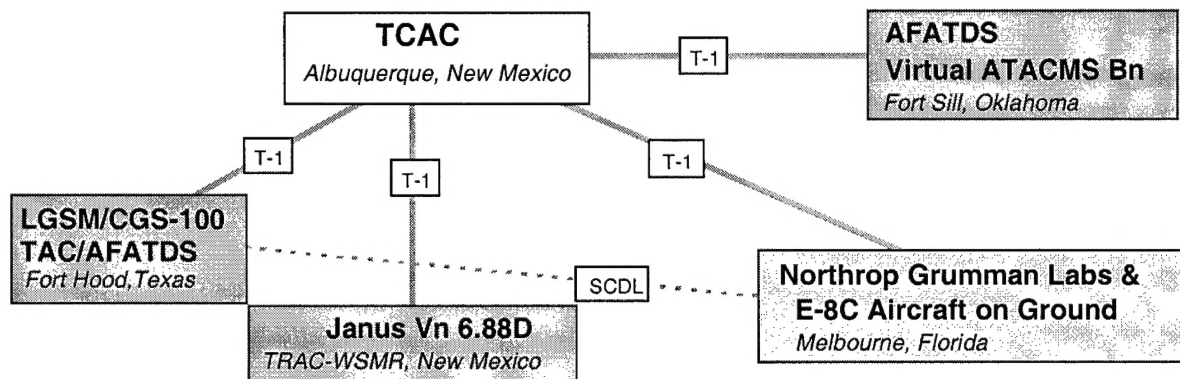 TCAC
Albuquerque, New Mexico
T-1
AFATDS
Virtual ATACMS Bn
Fort Sill, Oklahoma
T-1
T-1
T-1
LGSM/CGS-100
TAC/AFATDS
Fort Hood,Texas
SCDL
Northrop Grumman Labs &
E-8C Aircraft on Ground
Melbourne, Florida
Janus Vn 6.88D
TRAC-WSMR, New Mexico